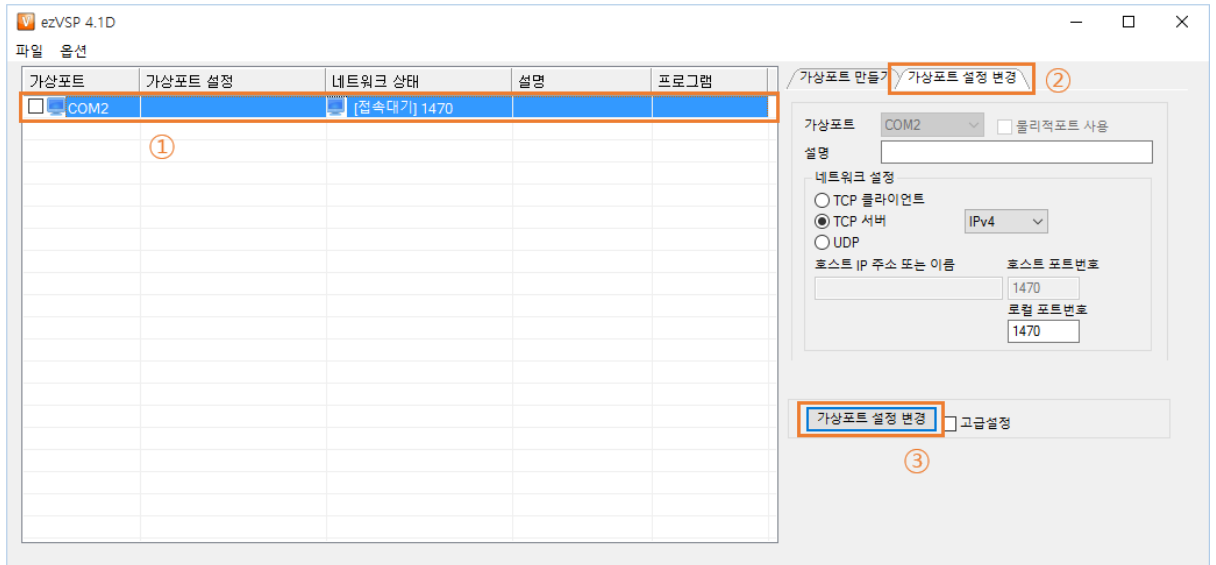 ezVSP 4.1D
파일 옵션
가상포트 가상포트 설정 네트워크 상태 설명 프로그램
COM2 [접속대기] 1470
①
가상포트 만들기 가상포트 설정 변경 ②
가상포트 COM2 물리적포트 사용
설명
네트워크 설정
TCP 클라이언트
TCP 서버 IPv4
UDP
호스트 IP 주소 또는 이름 호스트 포트번호
1470
로컬 포트번호
1470
가상포트 설정 변경 고급설정
③